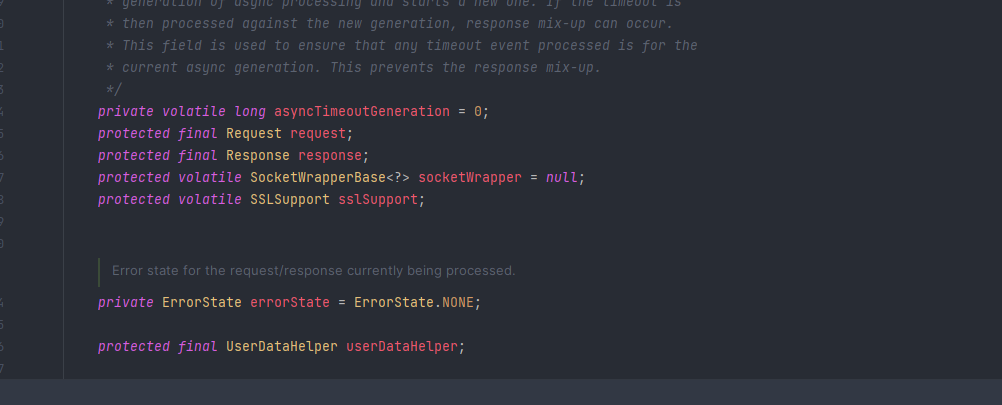 * generation of async processing and starts a new one. If the timeout is
* then processed against the new generation, response mix-up can occur.
* This field is used to ensure that any timeout event processed is for the
* current async generation. This prevents the response mix-up.
*/
private volatile long asyncTimeoutGeneration = 0;
protected final Request request;
protected final Response response;
protected volatile SocketWrapperBase<?> socketWrapper = null;
protected volatile SSLSupport sslSupport;
Error state for the request/response currently being processed.
private ErrorState errorState = ErrorState.NONE;
protected final UserDataHelper userDataHelper;